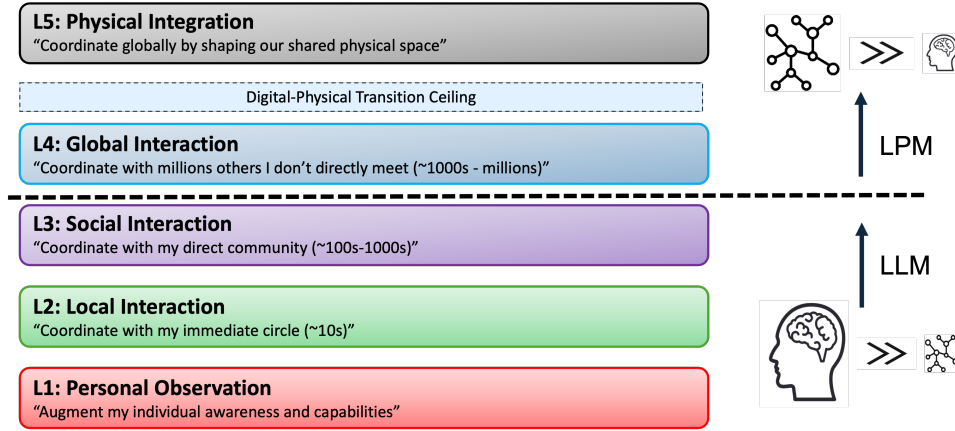 L5: Physical Integration
“Coordinate globally by shaping our shared physical space”
Digital-Physical Transition Ceiling
L4: Global Interaction
“Coordinate with millions others I don’t directly meet (~1000s - millions)”
LPM
L3: Social Interaction
“Coordinate with my direct community (~100s-1000s)”
LLM
L2: Local Interaction
“Coordinate with my immediate circle (~10s)”
L1: Personal Observation
“Augment my individual awareness and capabilities”